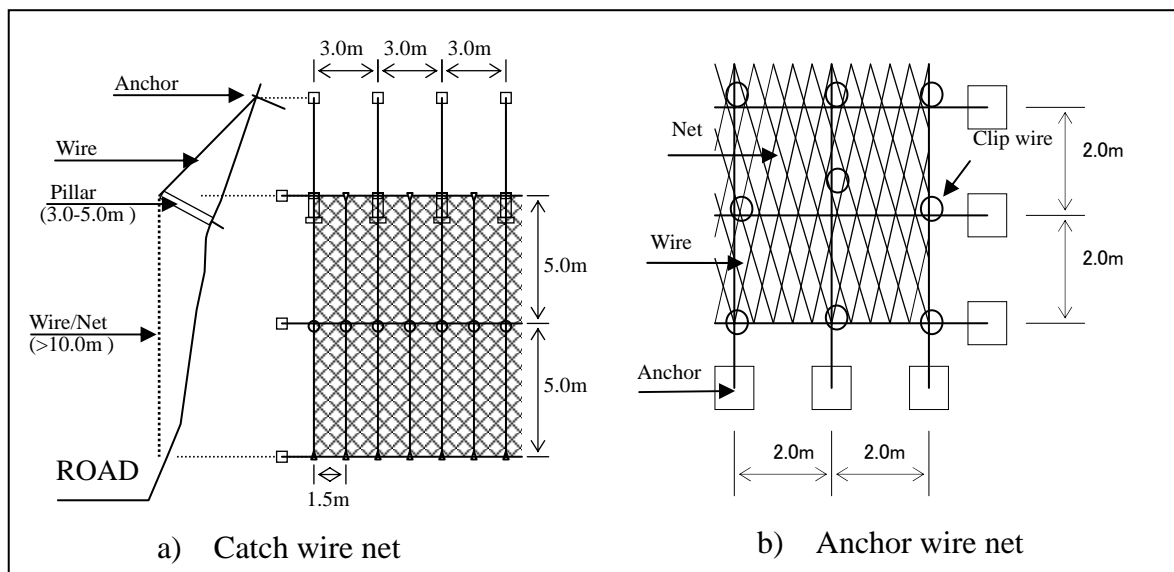 3.0m 3.0m 3.0m
Anchor
Wire
Pillar
(3.0-5.0m )
5.0m
Wire/Net
(>10.0m )
5.0m
ROAD
1.5m
a) Catch wire net
Net
Clip wire
2.0m
Wire
2.0m
Anchor
2.0m 2.0m
b) Anchor wire net